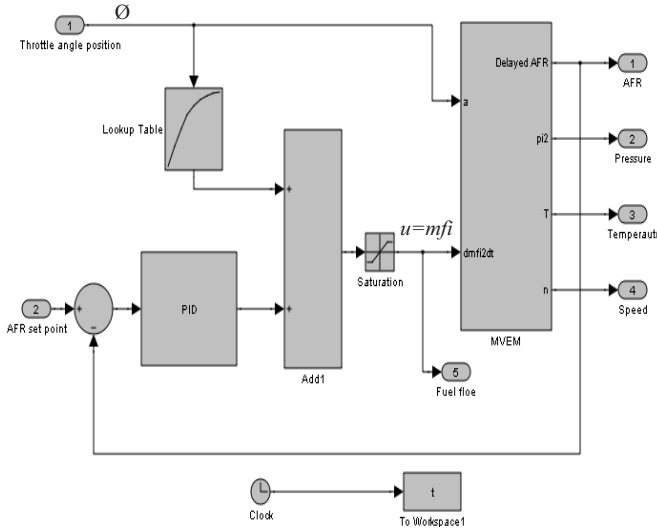 Ø
1
Throttle angle position
Lookup Table
Delayed AFR
1
AFR
a
pi2
2
Pressure
+
u=mfi
T
3
Temperautr
dmfi2dt
Saturation
n
4
Speed
MVEM
2
AFR set point
+
-
PID
+
Add1
5
Fuel floe
Clock
t
To Workspace1